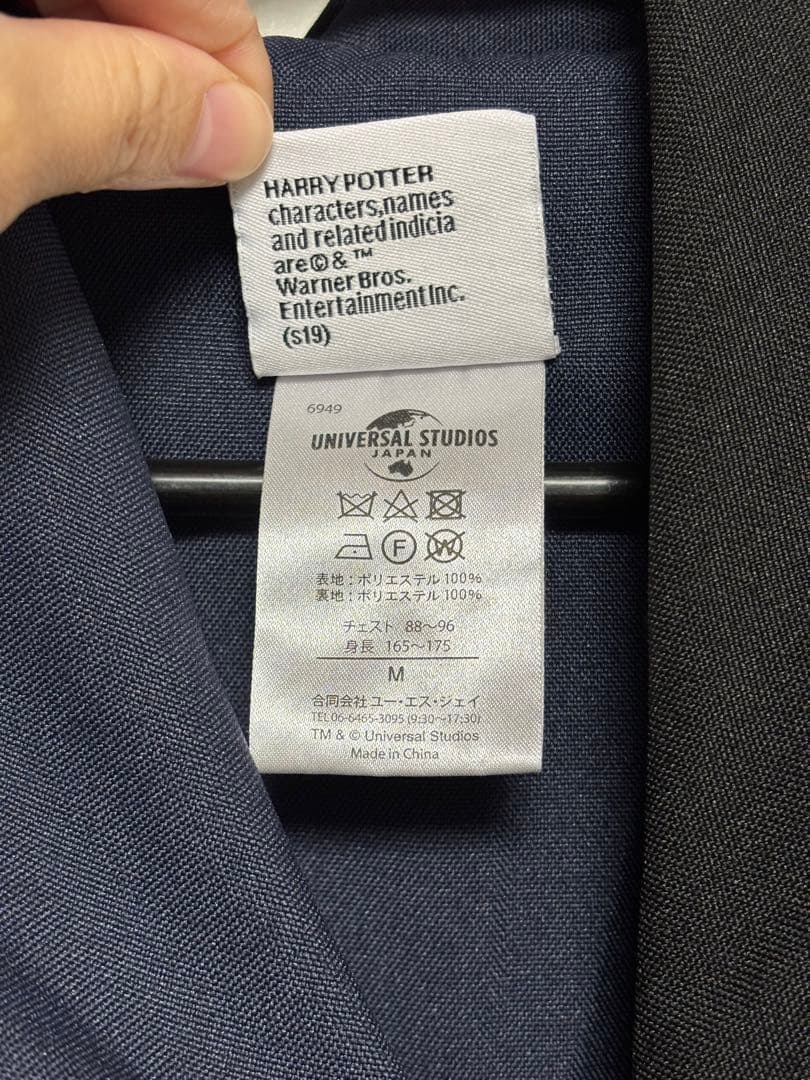 HARRY POTTER
characters,names
and related indicia
are©&™
Warner Bros.
Entertainment Inc.
(s19)
6949
UNIVERSAL STUDIOS
JAPAN
F
W
表地：ポリエステル 100%
裏地：ポリエステル 100%
チェスト 88～96
身長 165～175
M
合同会社 ユー・エス・ジェイ
TEL 06-6465-3095 (9:30～17:30)
TM & © Universal Studios
Made in China